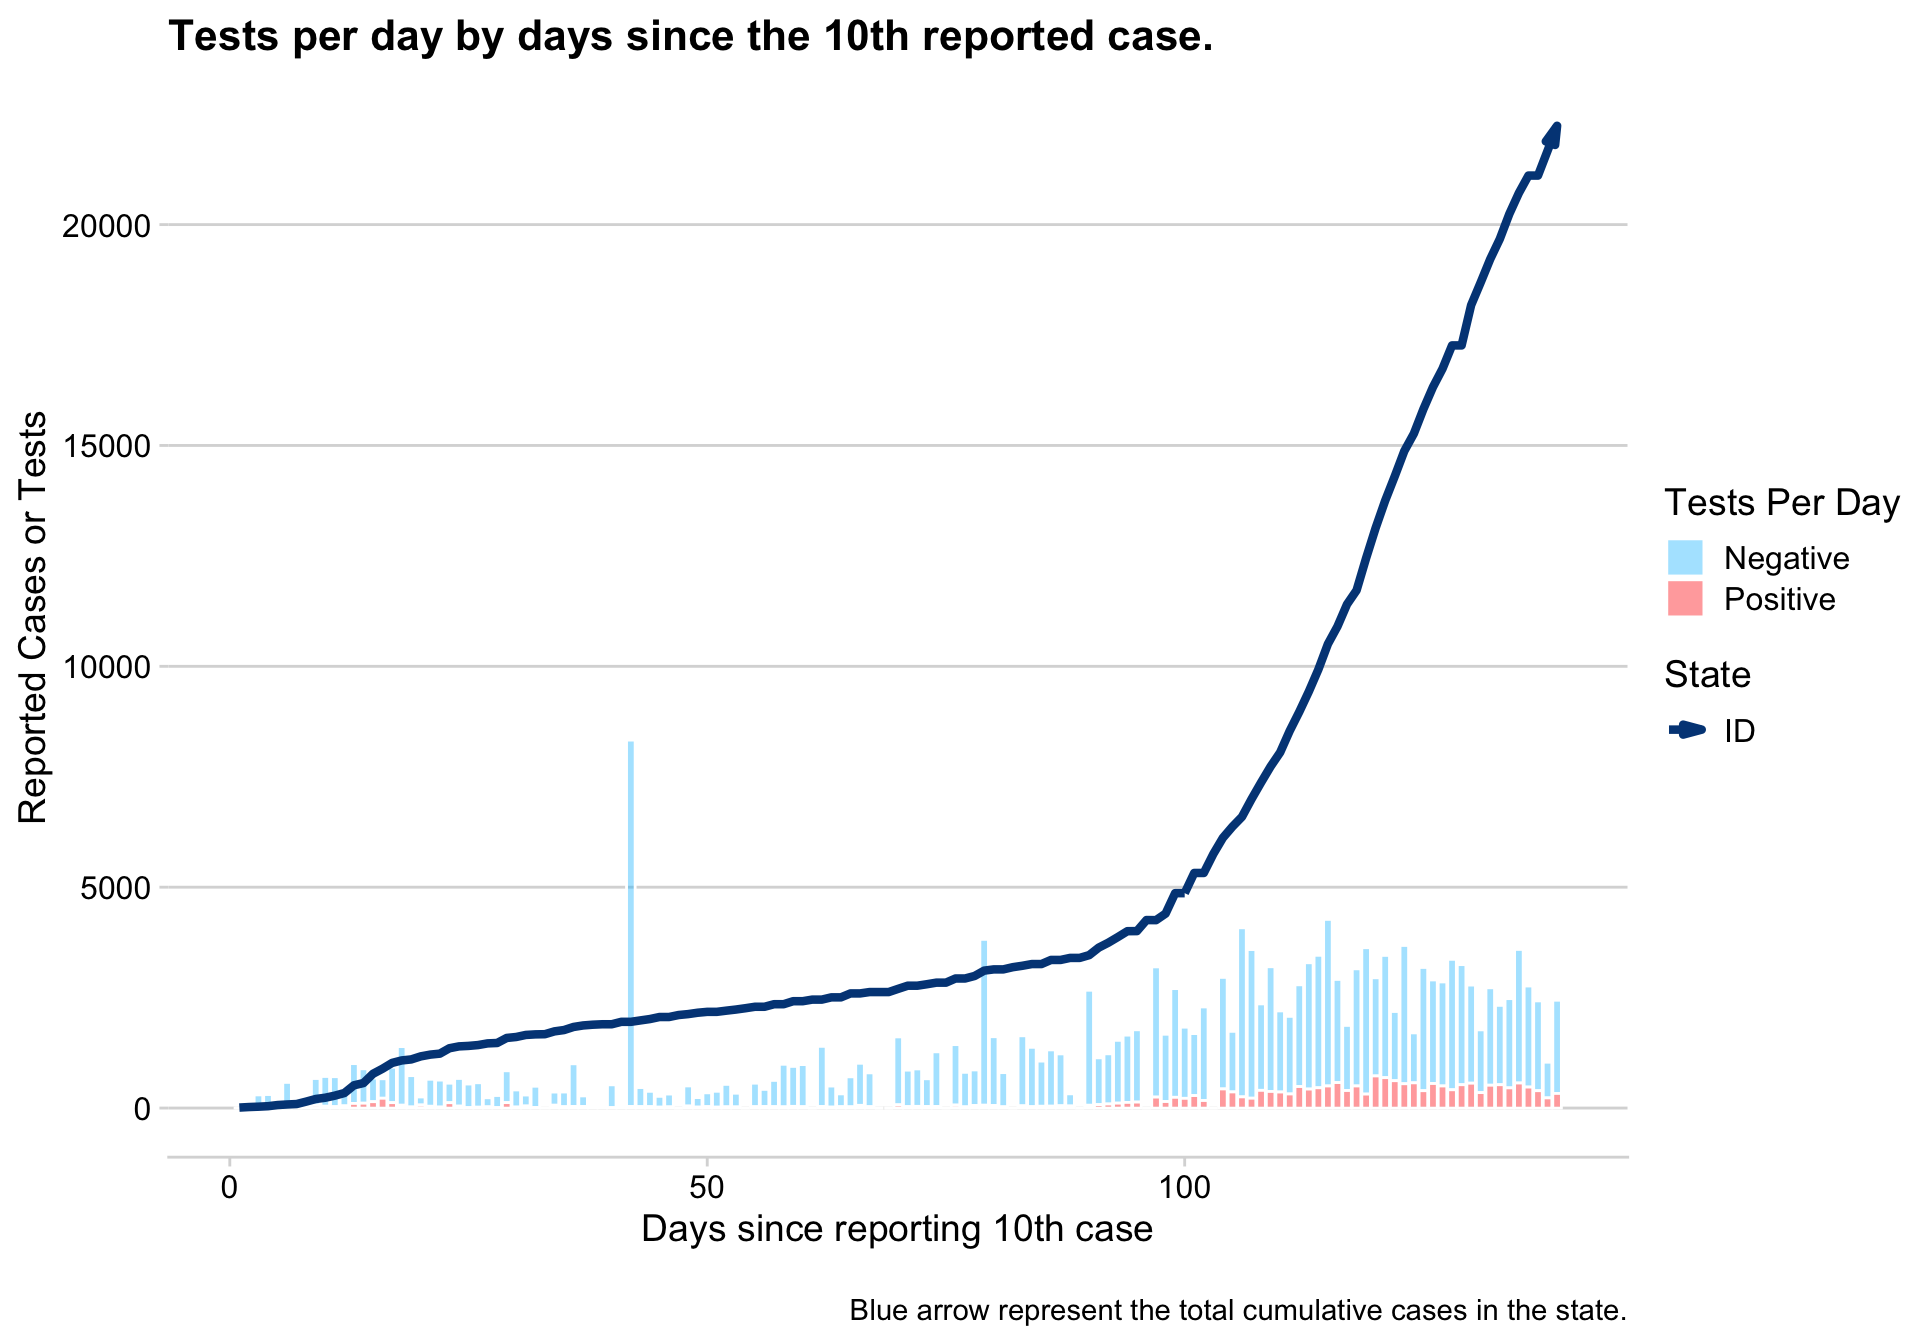 Tests per day by days since the 10th reported case.
20000
15000
10000
5000
0
Reported Cases or Tests
0
50
100
Days since reporting 10th case
Tests Per Day
Negative
Positive
State
ID
Blue arrow represent the total cumulative cases in the state.